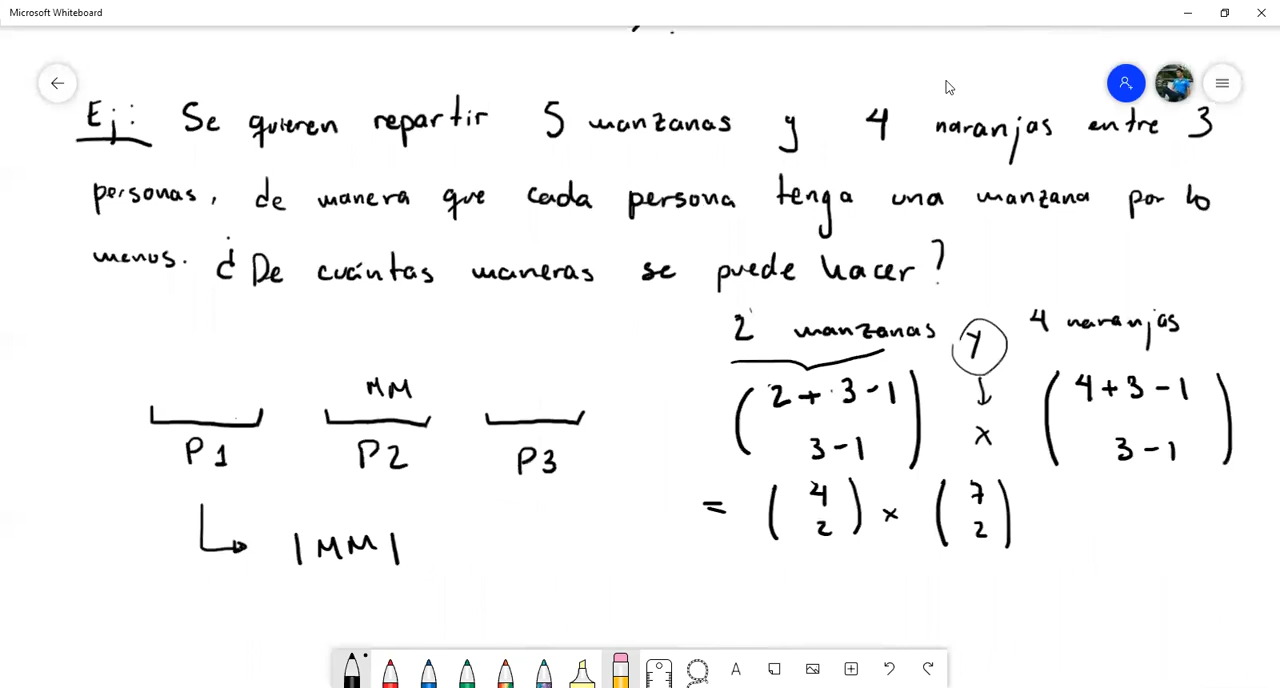 Microsoft Whiteboard
Ej: Se quieren repartir 5 manzanas y 4 naranjas entre 3
personas, de manera que cada persona tenga una manzana por lo
menos. ¿De cuántas maneras se puede hacer?
2 manzanas y 4 naranjas
MM
(2+3-1 3-1) × (4+3-1 3-1)
P1 P2 P3
= (4 2) × (7 2)
|MM|
A